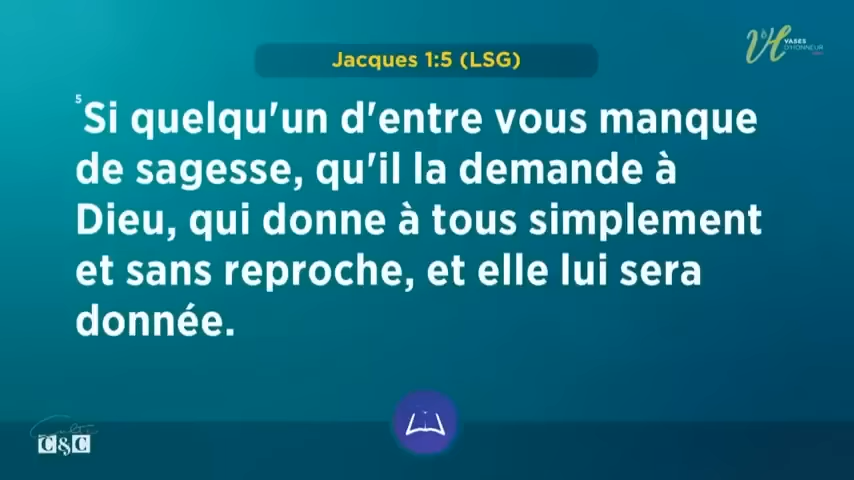 Jacques 1:5 (LSG)
VASES
D'HONNEUR
5 Si quelqu'un d'entre vous manque
de sagesse, qu'il la demande à
Dieu, qui donne à tous simplement
et sans reproche, et elle lui sera
donnée.
C&C